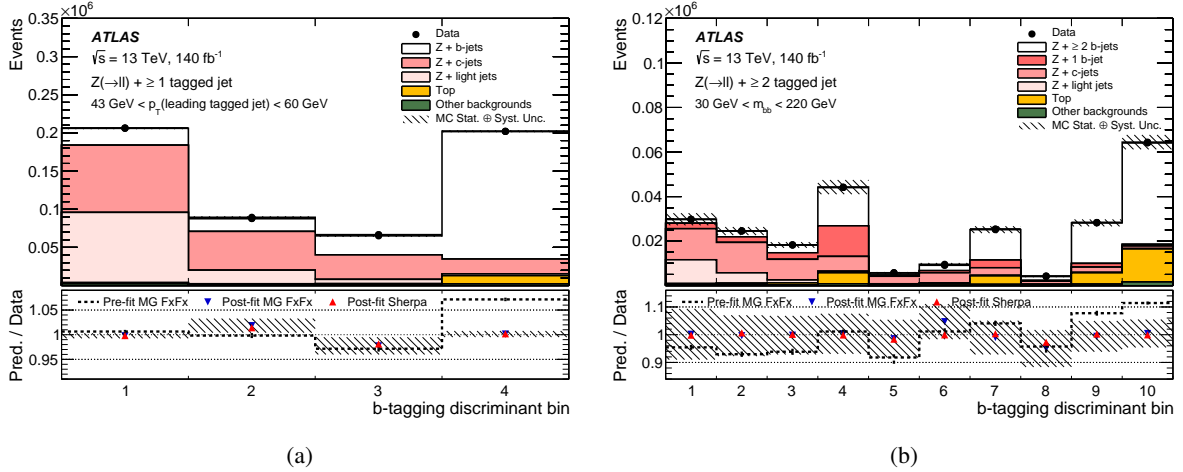 ×10⁶
0.35
0.3
0.25
0.2
0.15
0.1
0.05
Events
ATLAS
√s = 13 TeV, 140 fb⁻¹
Z(→ll) + ≥ 1 tagged jet
43 GeV < p_T(leading tagged jet) < 60 GeV
Data
Z + b-jets
Z + c-jets
Z + light jets
Top
Other backgrounds
MC Stat. ⊕ Syst. Unc.
Pred. / Data
1.05
1
0.95
Pre-fit MG FxFx
Post-fit MG FxFx
Post-fit Sherpa
1 2 3 4
b-tagging discriminant bin
(a)
×10⁶
0.12
0.1
0.08
0.06
0.04
0.02
Events
ATLAS
√s = 13 TeV, 140 fb⁻¹
Z(→ll) + ≥ 2 tagged jet
30 GeV < m_bb < 220 GeV
Data
Z + ≥ 2 b-jets
Z + 1 b-jet
Z + c-jets
Z + light jets
Top
Other backgrounds
MC Stat. ⊕ Syst. Unc.
Pred. / Data
1.1
1
0.9
Pre-fit MG FxFx
Post-fit MG FxFx
Post-fit Sherpa
1 2 3 4 5 6 7 8 9 10
b-tagging discriminant bin
(b)